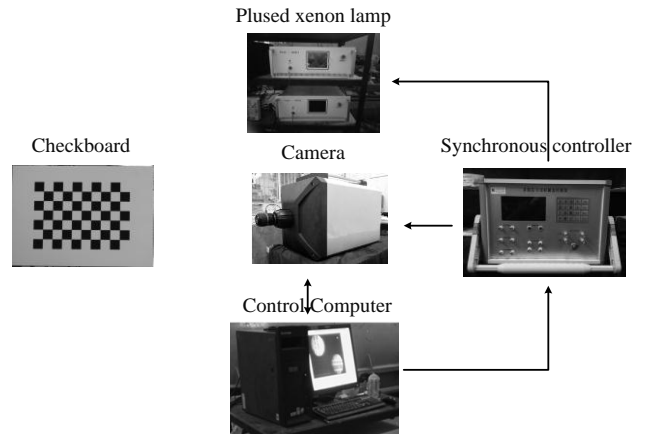 Plused xenon lamp
Checkboard
Camera
Synchronous controller
Control Computer